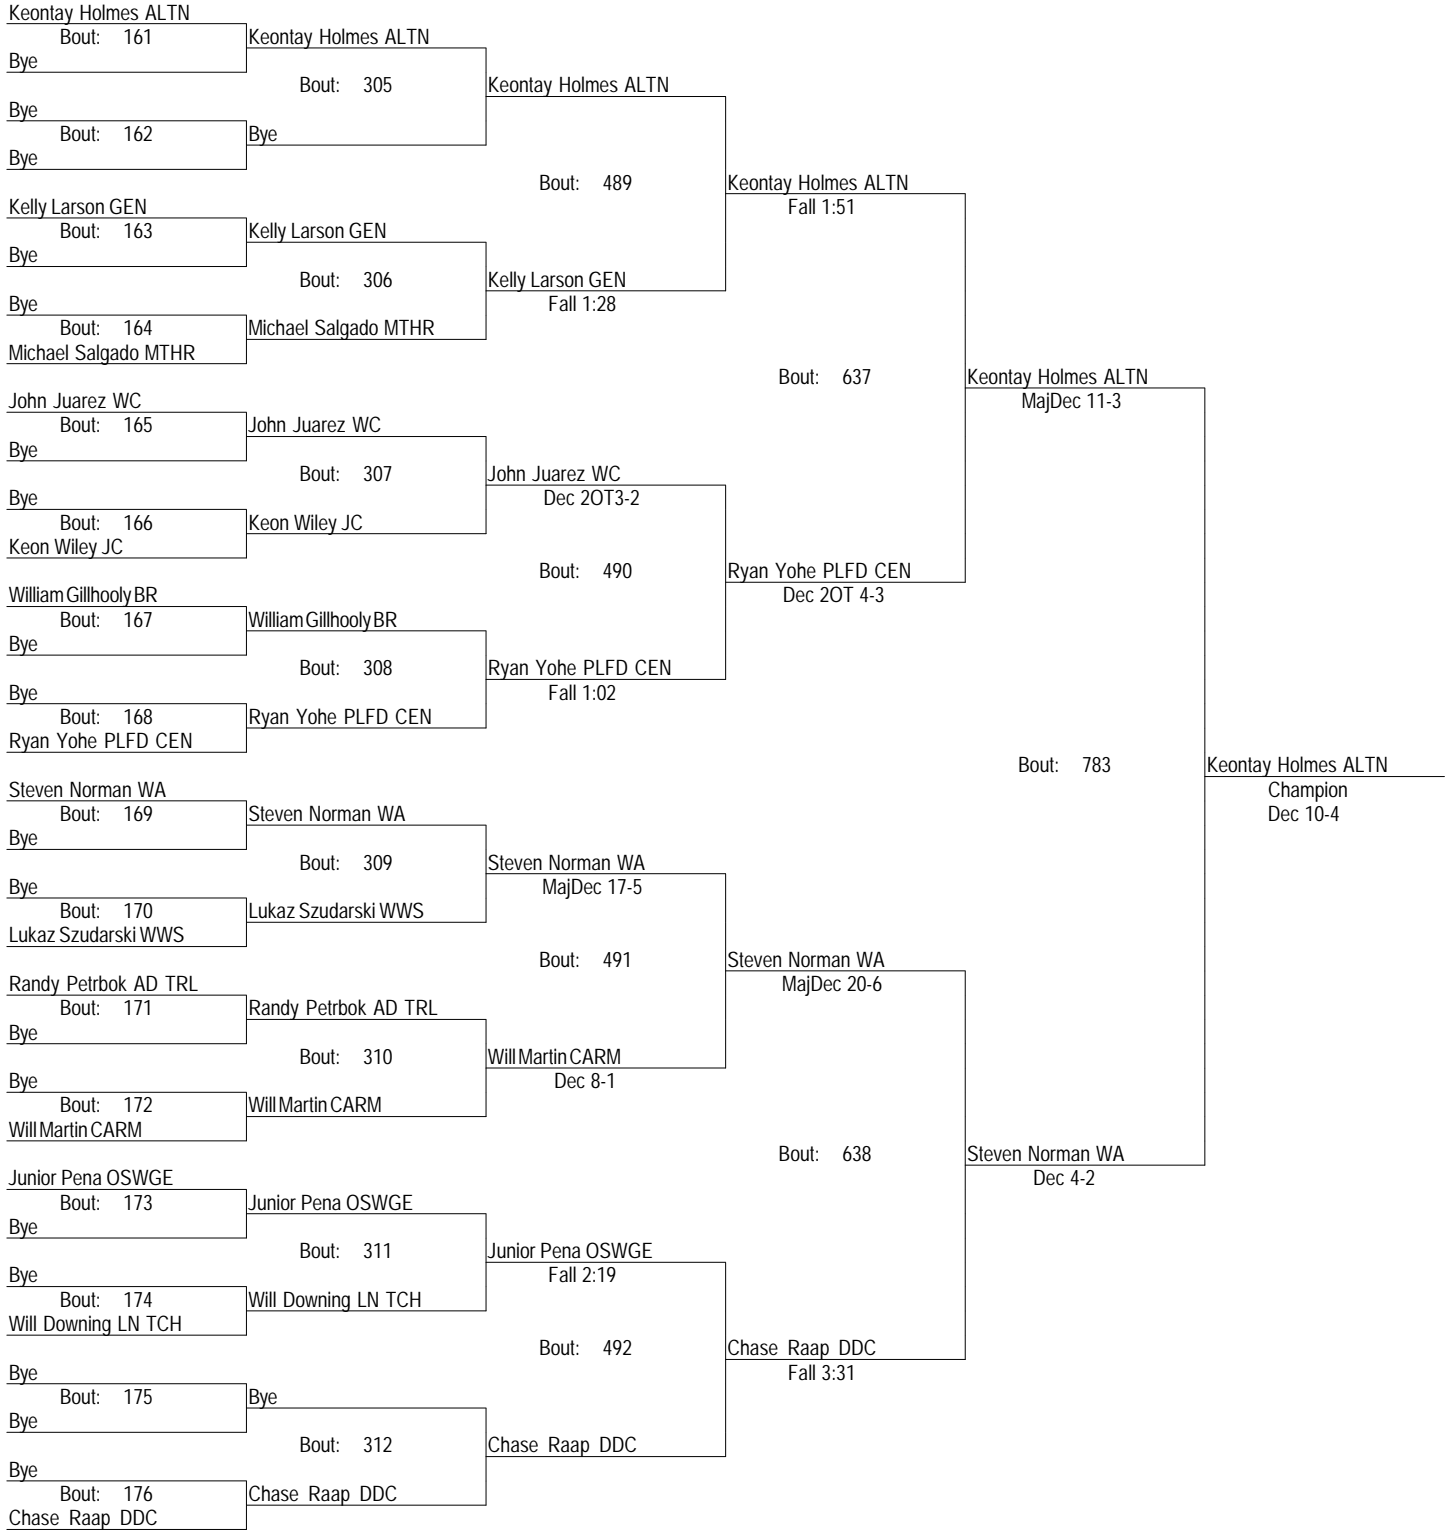 Keontay Holmes ALTN
Bout: 161
Keontay Holmes ALTN
Bye
Bout: 305
Keontay Holmes ALTN
Bye
Bout: 162
Bye
Bye
Bout: 489
Keontay Holmes ALTN
Fall 1:51
Kelly Larson GEN
Bout: 163
Kelly Larson GEN
Bye
Bout: 306
Kelly Larson GEN
Fall 1:28
Bye
Bout: 164
Michael Salgado MTHR
Michael Salgado MTHR
Bout: 637
Keontay Holmes ALTN
MajDec 11-3
John Juarez WC
Bout: 165
John Juarez WC
Bye
Bout: 307
John Juarez WC
Dec 2OT3-2
Bye
Bout: 166
Keon Wiley JC
Keon Wiley JC
Bout: 490
Ryan Yohe PLFD CEN
Dec 2OT 4-3
William Gillhooly BR
Bout: 167
William Gillhooly BR
Bye
Bout: 308
Ryan Yohe PLFD CEN
Fall 1:02
Bye
Bout: 168
Ryan Yohe PLFD CEN
Ryan Yohe PLFD CEN
Bout: 783
Keontay Holmes ALTN
Champion
Dec 10-4
Steven Norman WA
Bout: 169
Steven Norman WA
Bye
Bout: 309
Steven Norman WA
MajDec 17-5
Bye
Bout: 170
Lukaz Szudarski WWS
Lukaz Szudarski WWS
Bout: 491
Steven Norman WA
MajDec 20-6
Randy Petrbok AD TRL
Bout: 171
Randy Petrbok AD TRL
Bye
Bout: 310
Will Martin CARM
Dec 8-1
Bye
Bout: 172
Will Martin CARM
Will Martin CARM
Bout: 638
Steven Norman WA
Dec 4-2
Junior Pena OSWGE
Bout: 173
Junior Pena OSWGE
Bye
Bout: 311
Junior Pena OSWGE
Fall 2:19
Bye
Bout: 174
Will Downing LN TCH
Will Downing LN TCH
Bout: 492
Chase Raap DDC
Fall 3:31
Bye
Bout: 175
Bye
Bye
Bout: 312
Chase Raap DDC
Bye
Bout: 176
Chase Raap DDC
Chase Raap DDC